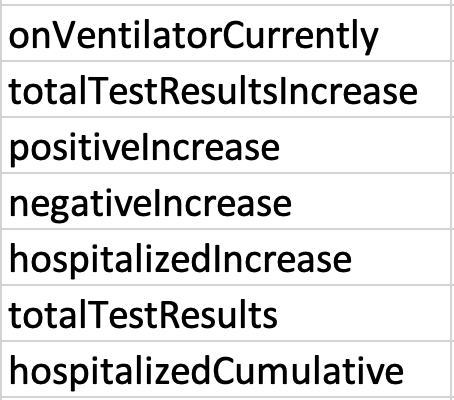 onVentilatorCurrently
totalTestResultsIncrease
positiveIncrease
negativeIncrease
hospitalizedIncrease
totalTestResults
hospitalizedCumulative